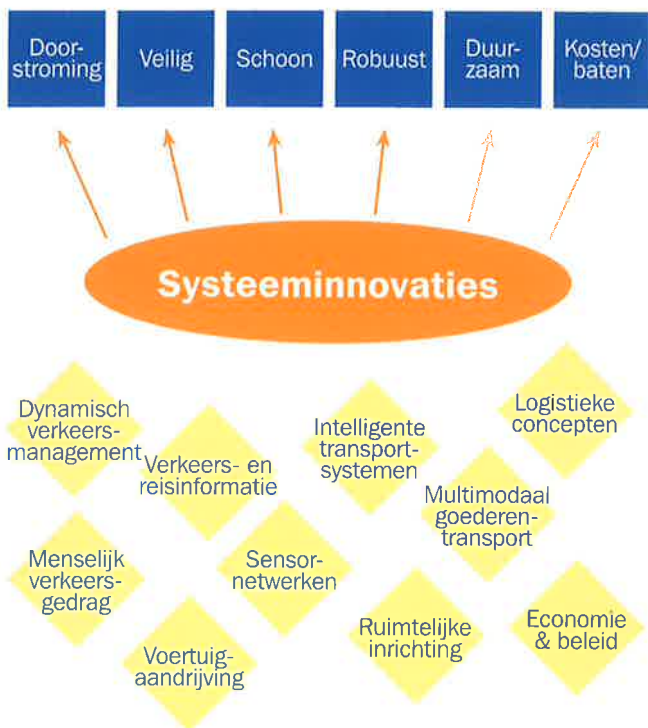 Door-
stroming
Veilig
Schoon
Robuust
Duur-
zaam
Kosten/
baten
Systeeminnovaties
Dynamisch
verkeers-
management
Verkeers- en
reisinformatie
Intelligente
transport-
systemen
Logistieke
concepten
Multimodaal
goederen-
transport
Menselijk
verkeers-
gedrag
Sensor-
netwerken
Voertuig-
aandrijving
Ruimtelijke
inrichting
Economie
& beleid